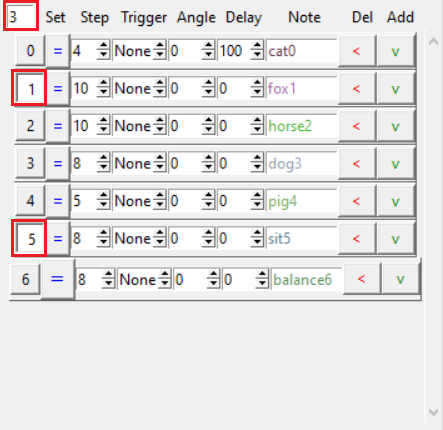 3 Set Step Trigger Angle Delay Note Del Add
0 = 4 None 0 100 cat0 < v
1 = 10 None 0 0 fox1 < v
2 = 10 None 0 0 horse2 < v
3 = 8 None 0 0 dog3 < v
4 = 5 None 0 0 pig4 < v
5 = 8 None 0 0 sit5 < v
6 = 8 None 0 0 balance6 < v